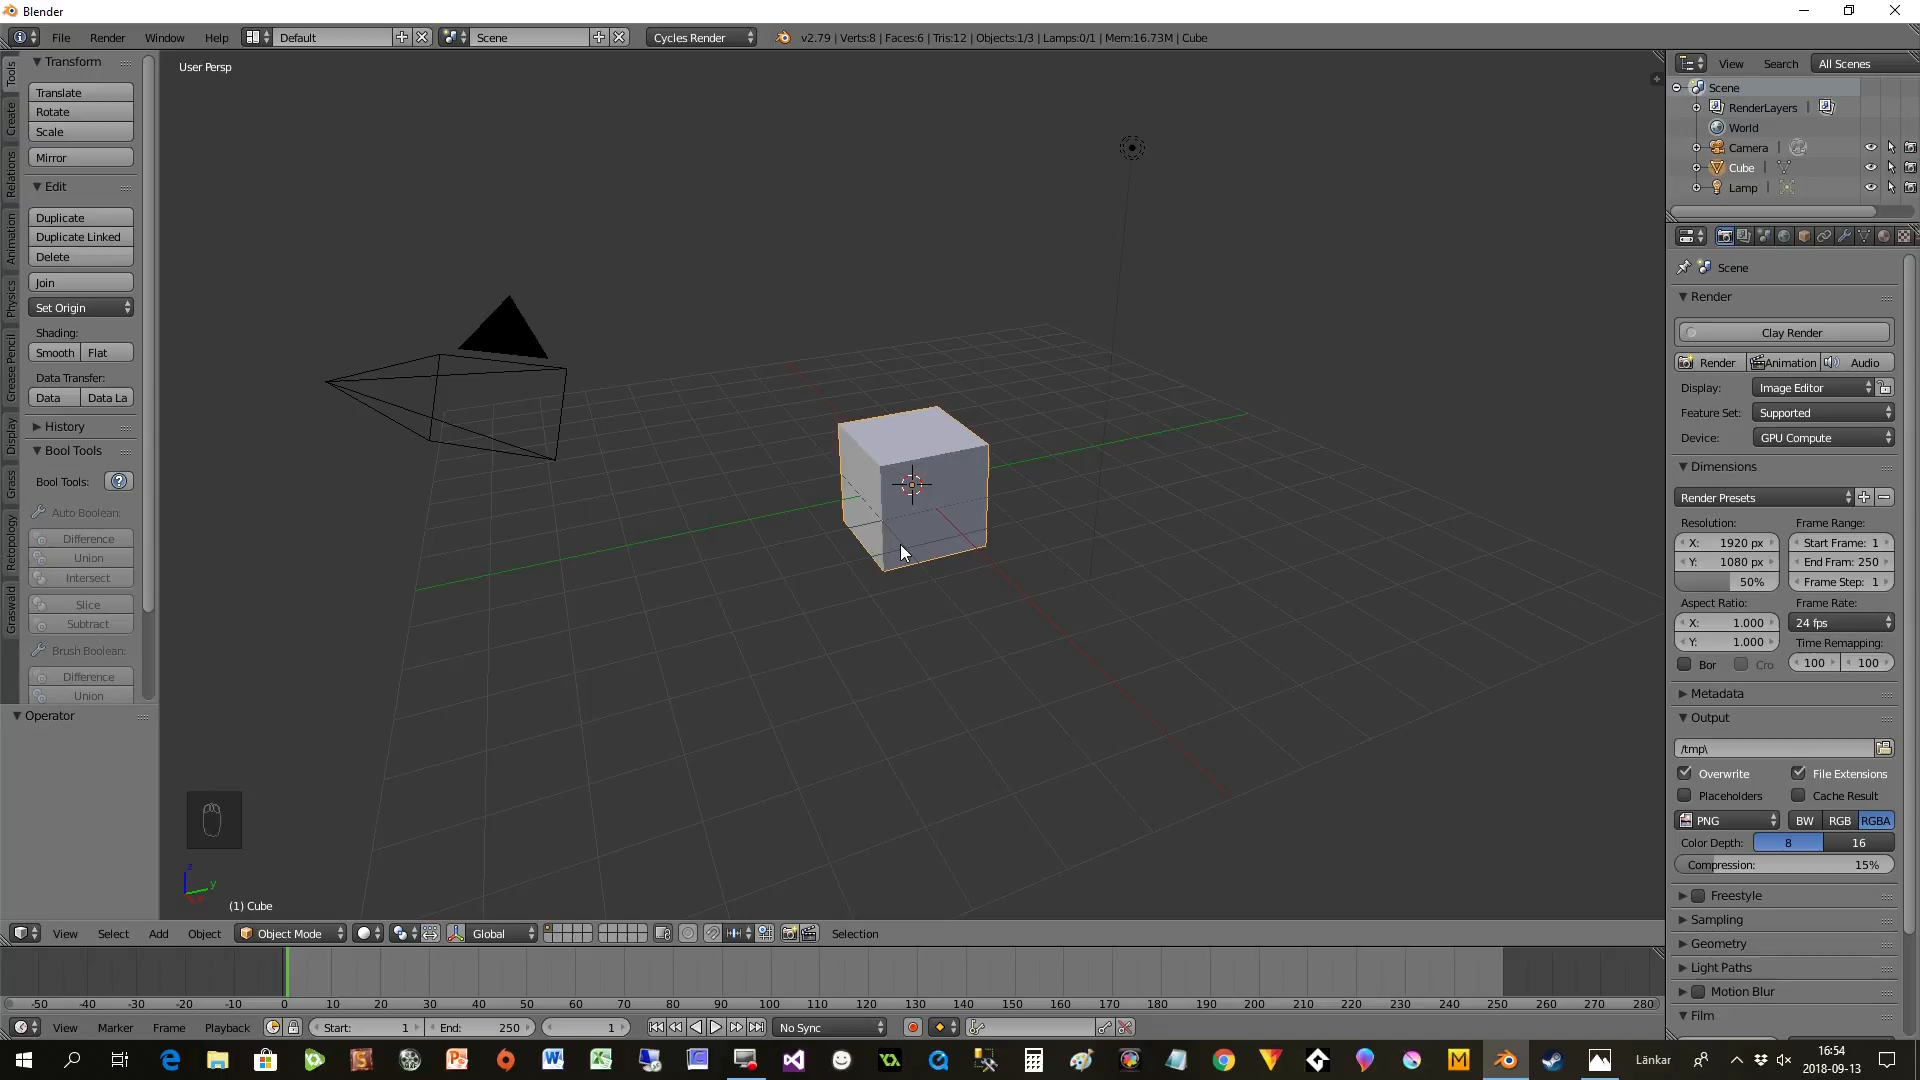 Blender
File Render Window Help Default Scene Cycles Render v2.79 | Verts:8 | Faces:6 | Tris:12 | Objects:1/3 | Lamps:0/1 | Mem:16.73M | Cube
Tools
Create
Relations
Animation
Physics
Grease Pencil
Display
Grass
Retopology
Graswald
Transform
Translate
Rotate
Scale
Mirror
Edit
Duplicate
Duplicate Linked
Delete
Join
Set Origin
Shading:
Smooth Flat
Data Transfer:
Data Data La
History
Bool Tools
Bool Tools:
Auto Boolean:
Difference
Union
Intersect
Slice
Subtract
Brush Boolean:
Difference
Union
Operator
User Persp
z
y
(1) Cube
View Search All Scenes
Scene
RenderLayers |
World
Camera |
Cube |
Lamp |
Scene
Render
Clay Render
Render Animation Audio
Display: Image Editor
Feature Set: Supported
Device: GPU Compute
Dimensions
Render Presets
Resolution: Frame Range:
X: 1920 px Start Frame: 1
Y: 1080 px End Fram: 250
50% Frame Step: 1
Aspect Ratio: Frame Rate:
X: 1.000 24 fps
Y: 1.000 Time Remapping:
Bor Cro 100 100
Metadata
Output
/tmp\
Overwrite File Extensions
Placeholders Cache Result
PNG BW RGB RGBA
Color Depth: 8 16
Compression: 15%
Freestyle
Sampling
Geometry
Light Paths
Motion Blur
Film
View Select Add Object Object Mode Global Selection
-50 -40 -30 -20 -10 0 10 20 30 40 50 60 70 80 90 100 110 120 130 140 150 160 170 180 190 200 210 220 230 240 250 260 270 280
View Marker Frame Playback Start: 1 End: 250 1 No Sync
Länkar
16:54
2018-09-13